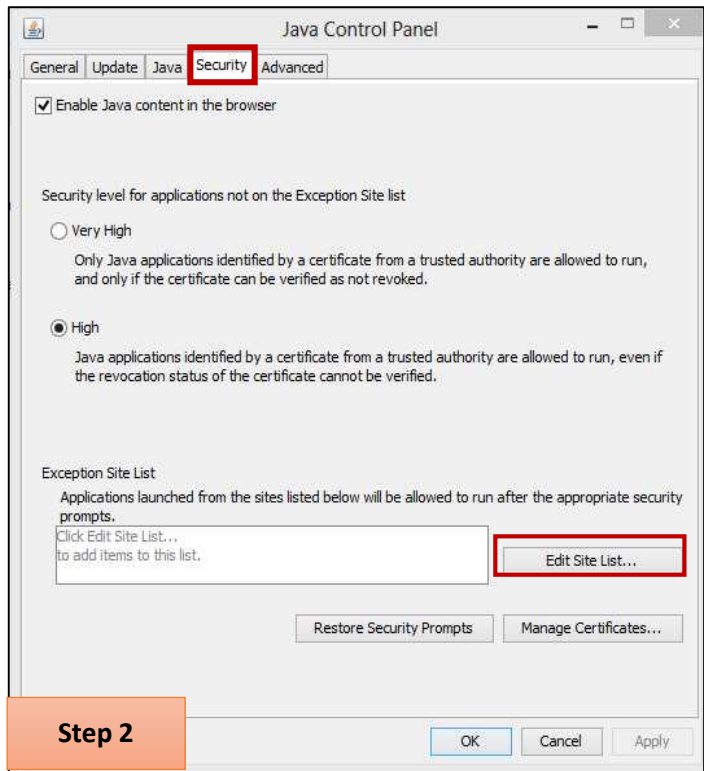 Java Control Panel
General Update Java Security Advanced
Enable Java content in the browser
Security level for applications not on the Exception Site list
Very High
Only Java applications identified by a certificate from a trusted authority are allowed to run,
and only if the certificate can be verified as not revoked.
High
Java applications identified by a certificate from a trusted authority are allowed to run, even if
the revocation status of the certificate cannot be verified.
Exception Site List
Applications launched from the sites listed below will be allowed to run after the appropriate security
prompts.
Click Edit Site List...
to add items to this list.
Edit Site List...
Restore Security Prompts Manage Certificates...
Step 2
OK Cancel Apply